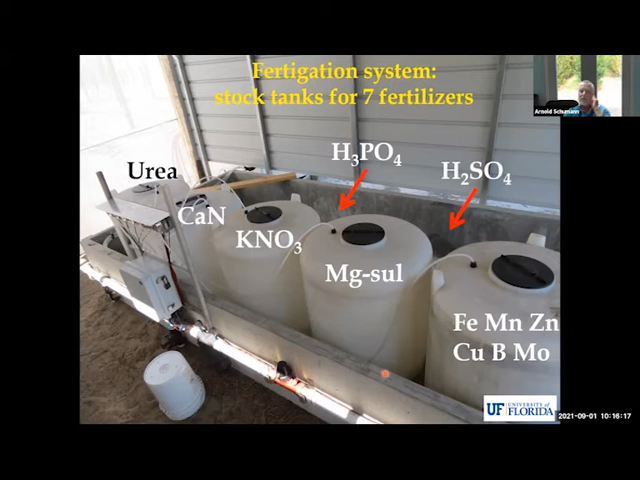 Fertigation system:
stock tanks for 7 fertilizers
Arnold Schumann
H₃PO₄
H₂SO₄
Urea
CaN
KNO₃
Mg-sul
Fe Mn Zn
Cu B Mo
UF UNIVERSITY of
FLORIDA
2021-09-01 10:16:17